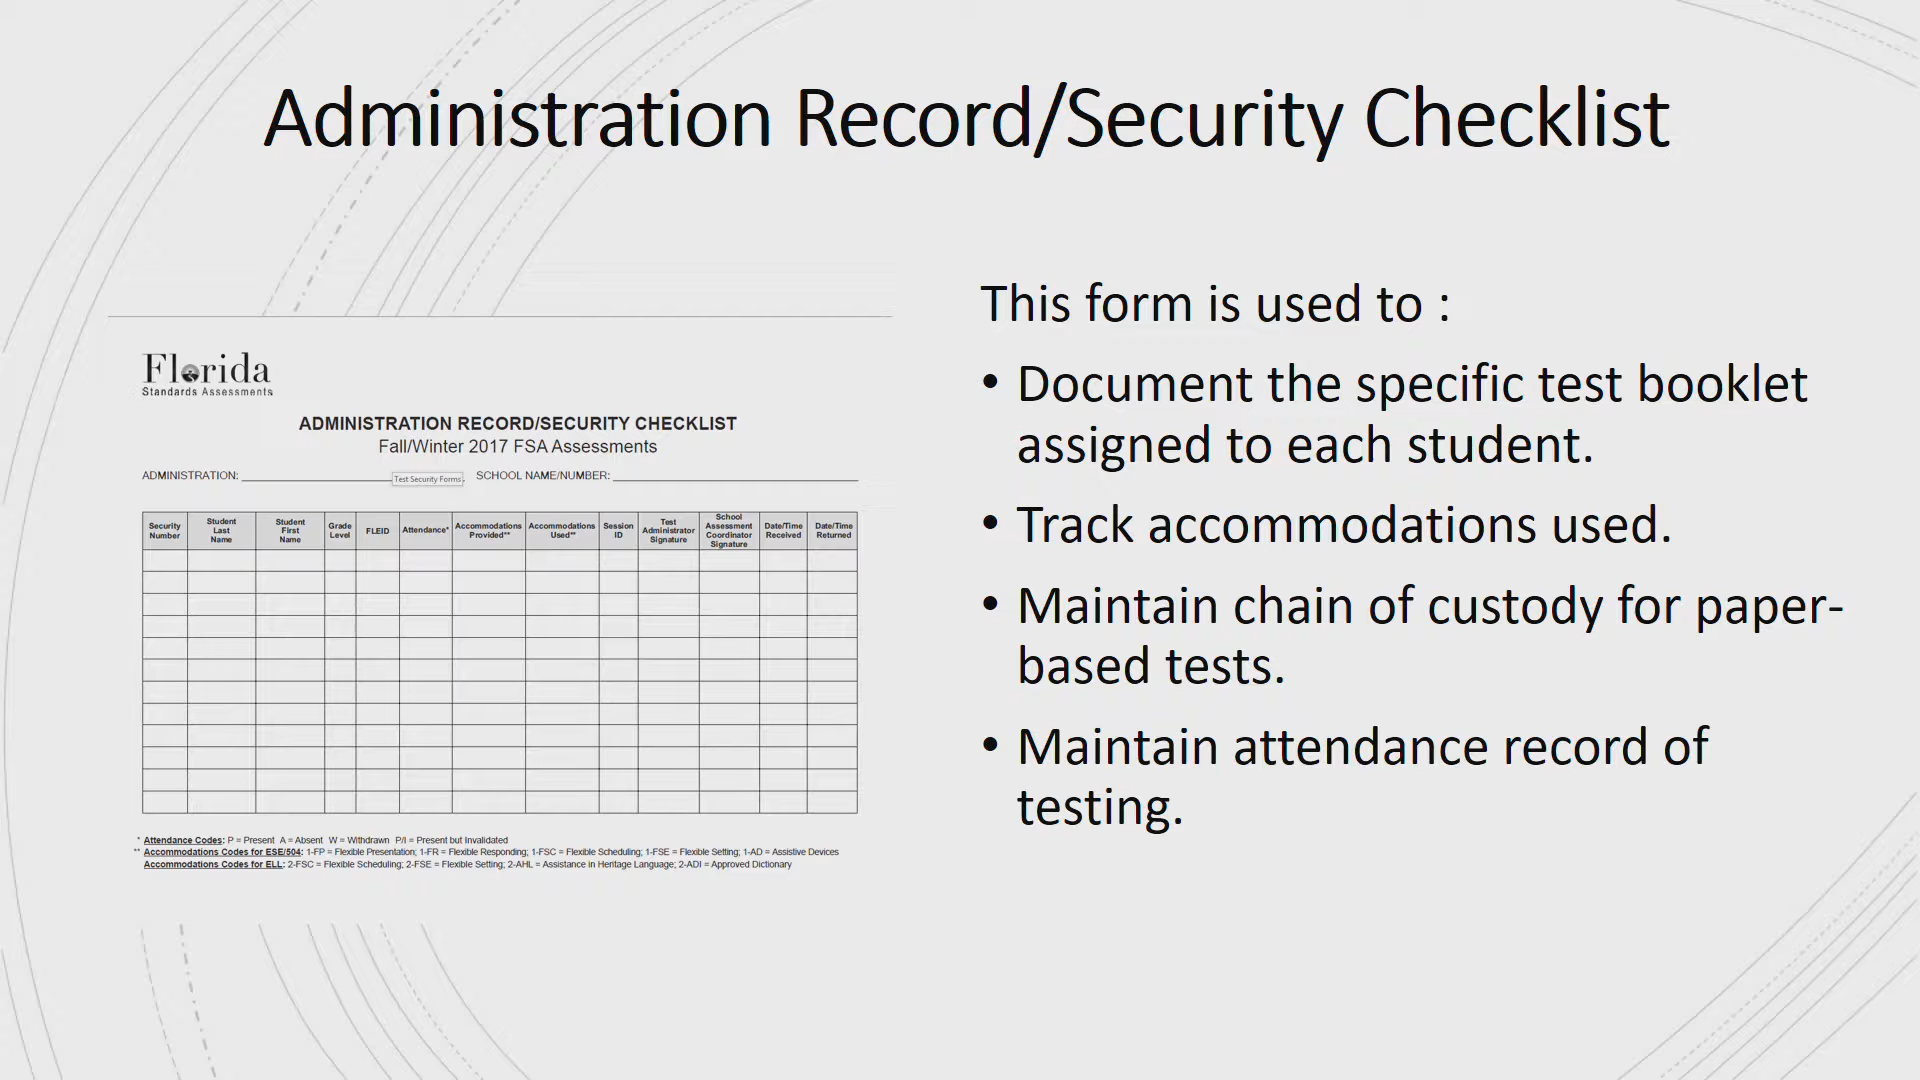 Administration Record/Security Checklist
Florida
Standards Assessments
ADMINISTRATION RECORD/SECURITY CHECKLIST
Fall/Winter 2017 FSA Assessments
ADMINISTRATION: Test Security Forms SCHOOL NAME/NUMBER:
Security Number
Student Last Name
Student First Name
Grade Level
FLEID
Attendance*
Accommodations Provided**
Accommodations Used**
Session ID
Test Administrator Signature
School Assessment Coordinator Signature
Date/Time Received
Date/Time Returned
* Attendance Codes: P = Present A = Absent W = Withdrawn P/I = Present but Invalidated
** Accommodations Codes for ESE/504: 1-FP = Flexible Presentation; 1-FR = Flexible Responding; 1-FSC = Flexible Scheduling; 1-FSE = Flexible Setting; 1-AD = Assistive Devices
Accommodations Codes for ELL: 2-FSC = Flexible Scheduling; 2-FSE = Flexible Setting; 2-AHL = Assistance in Heritage Language; 2-ADI = Approved Dictionary
This form is used to :
• Document the specific test booklet
assigned to each student.
• Track accommodations used.
• Maintain chain of custody for paper-
based tests.
• Maintain attendance record of
testing.